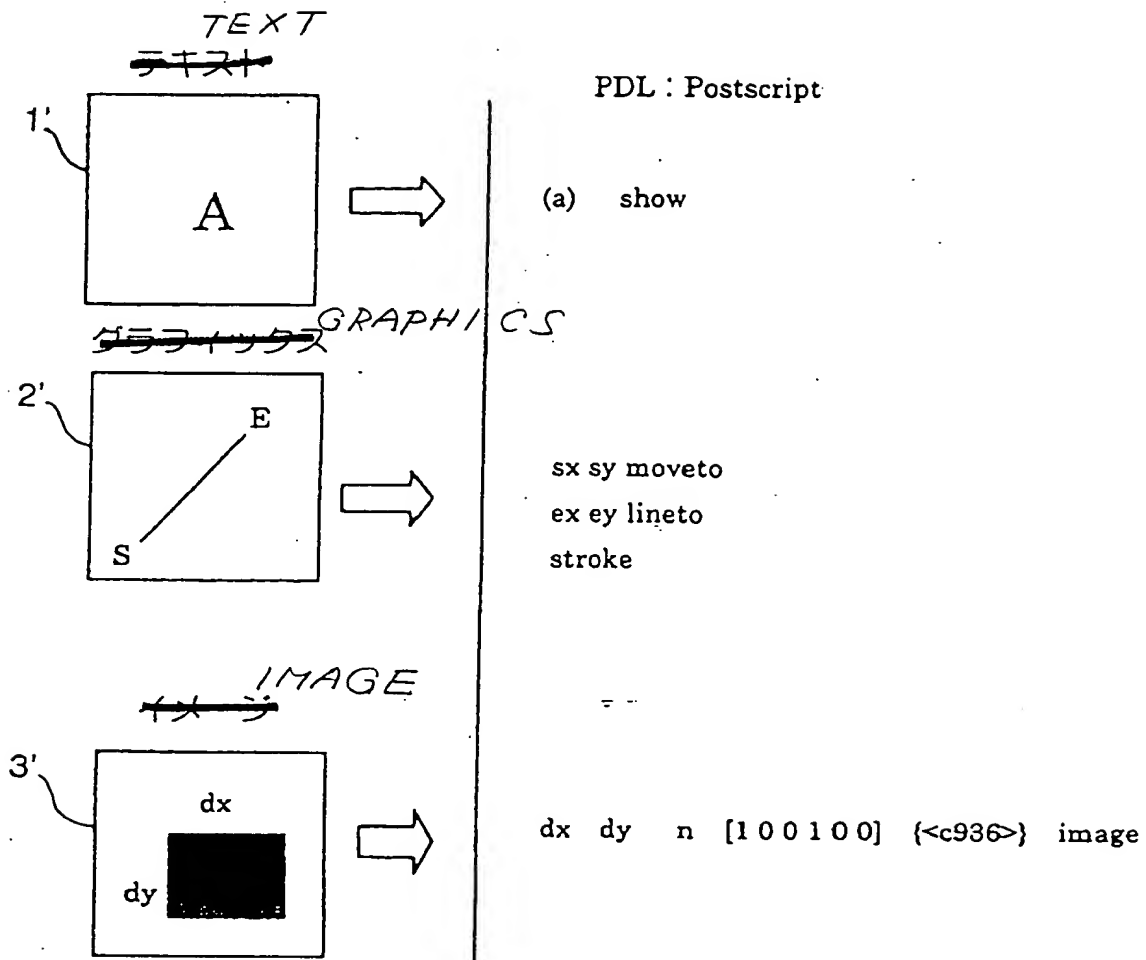 TEXT
テキスト
PDL : Postscript
1'
A
(a) show
グラフィックス GRAPHICS
2'
E
S
sx sy moveto
ex ey lineto
stroke
IMAGE
イメージ
3'
dx
dy
dx dy n [1 0 0 1 0 0] {<c936>} image